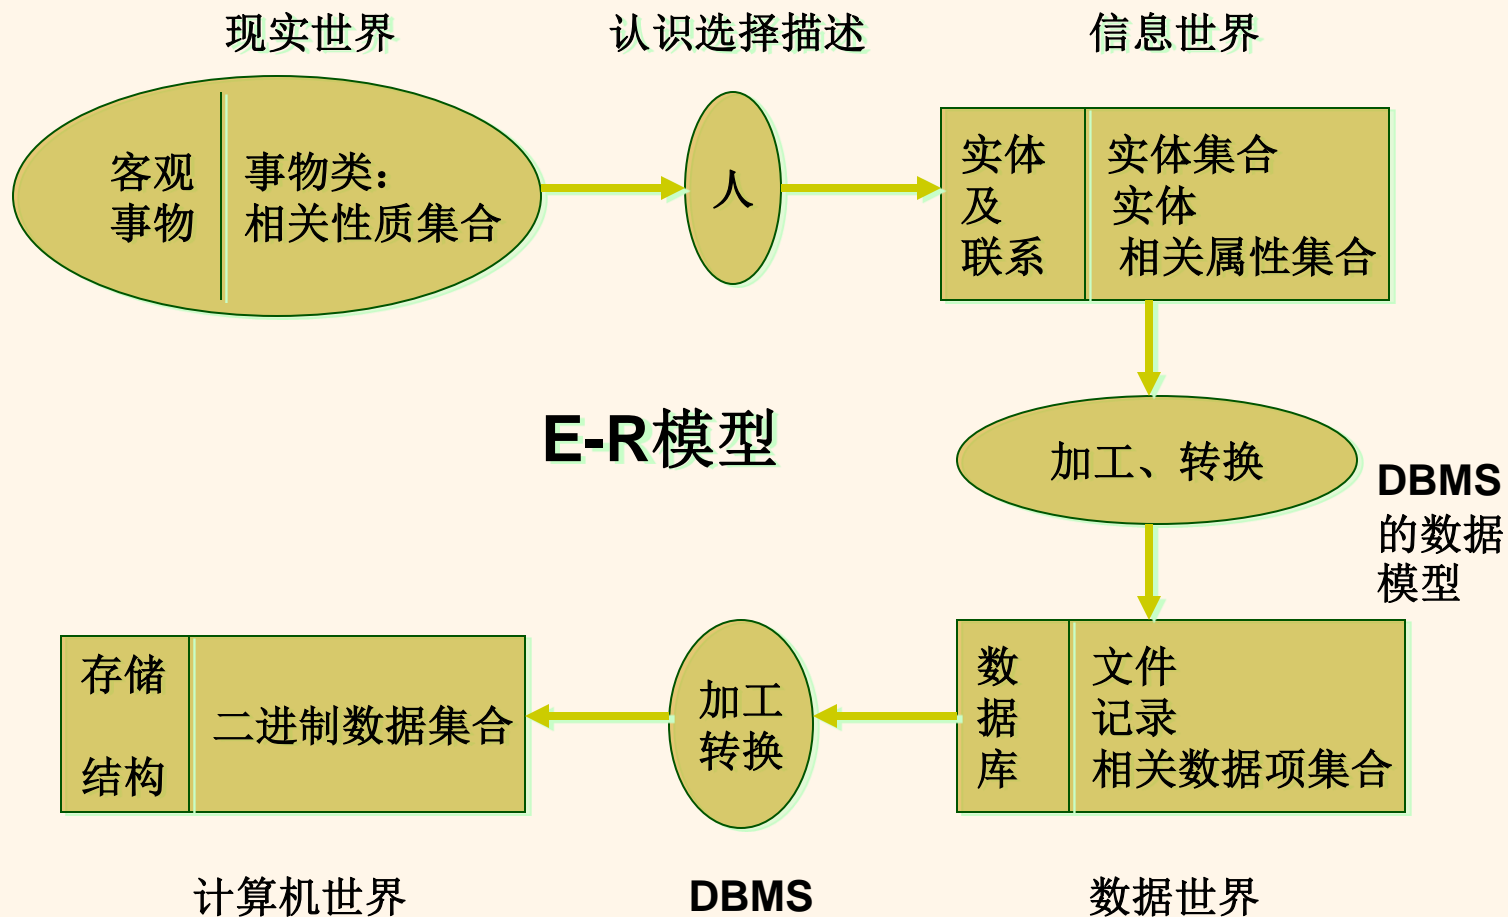 现实世界
认识选择描述
信息世界
客观
事物
事物类：
相关性质集合
人
实体
及
联系
实体集合
实体
相关属性集合
E-R模型
加工、转换
DBMS
的数据
模型
存储
结构
二进制数据集合
加工
转换
数
据
库
文件
记录
相关数据项集合
计算机世界
DBMS
数据世界